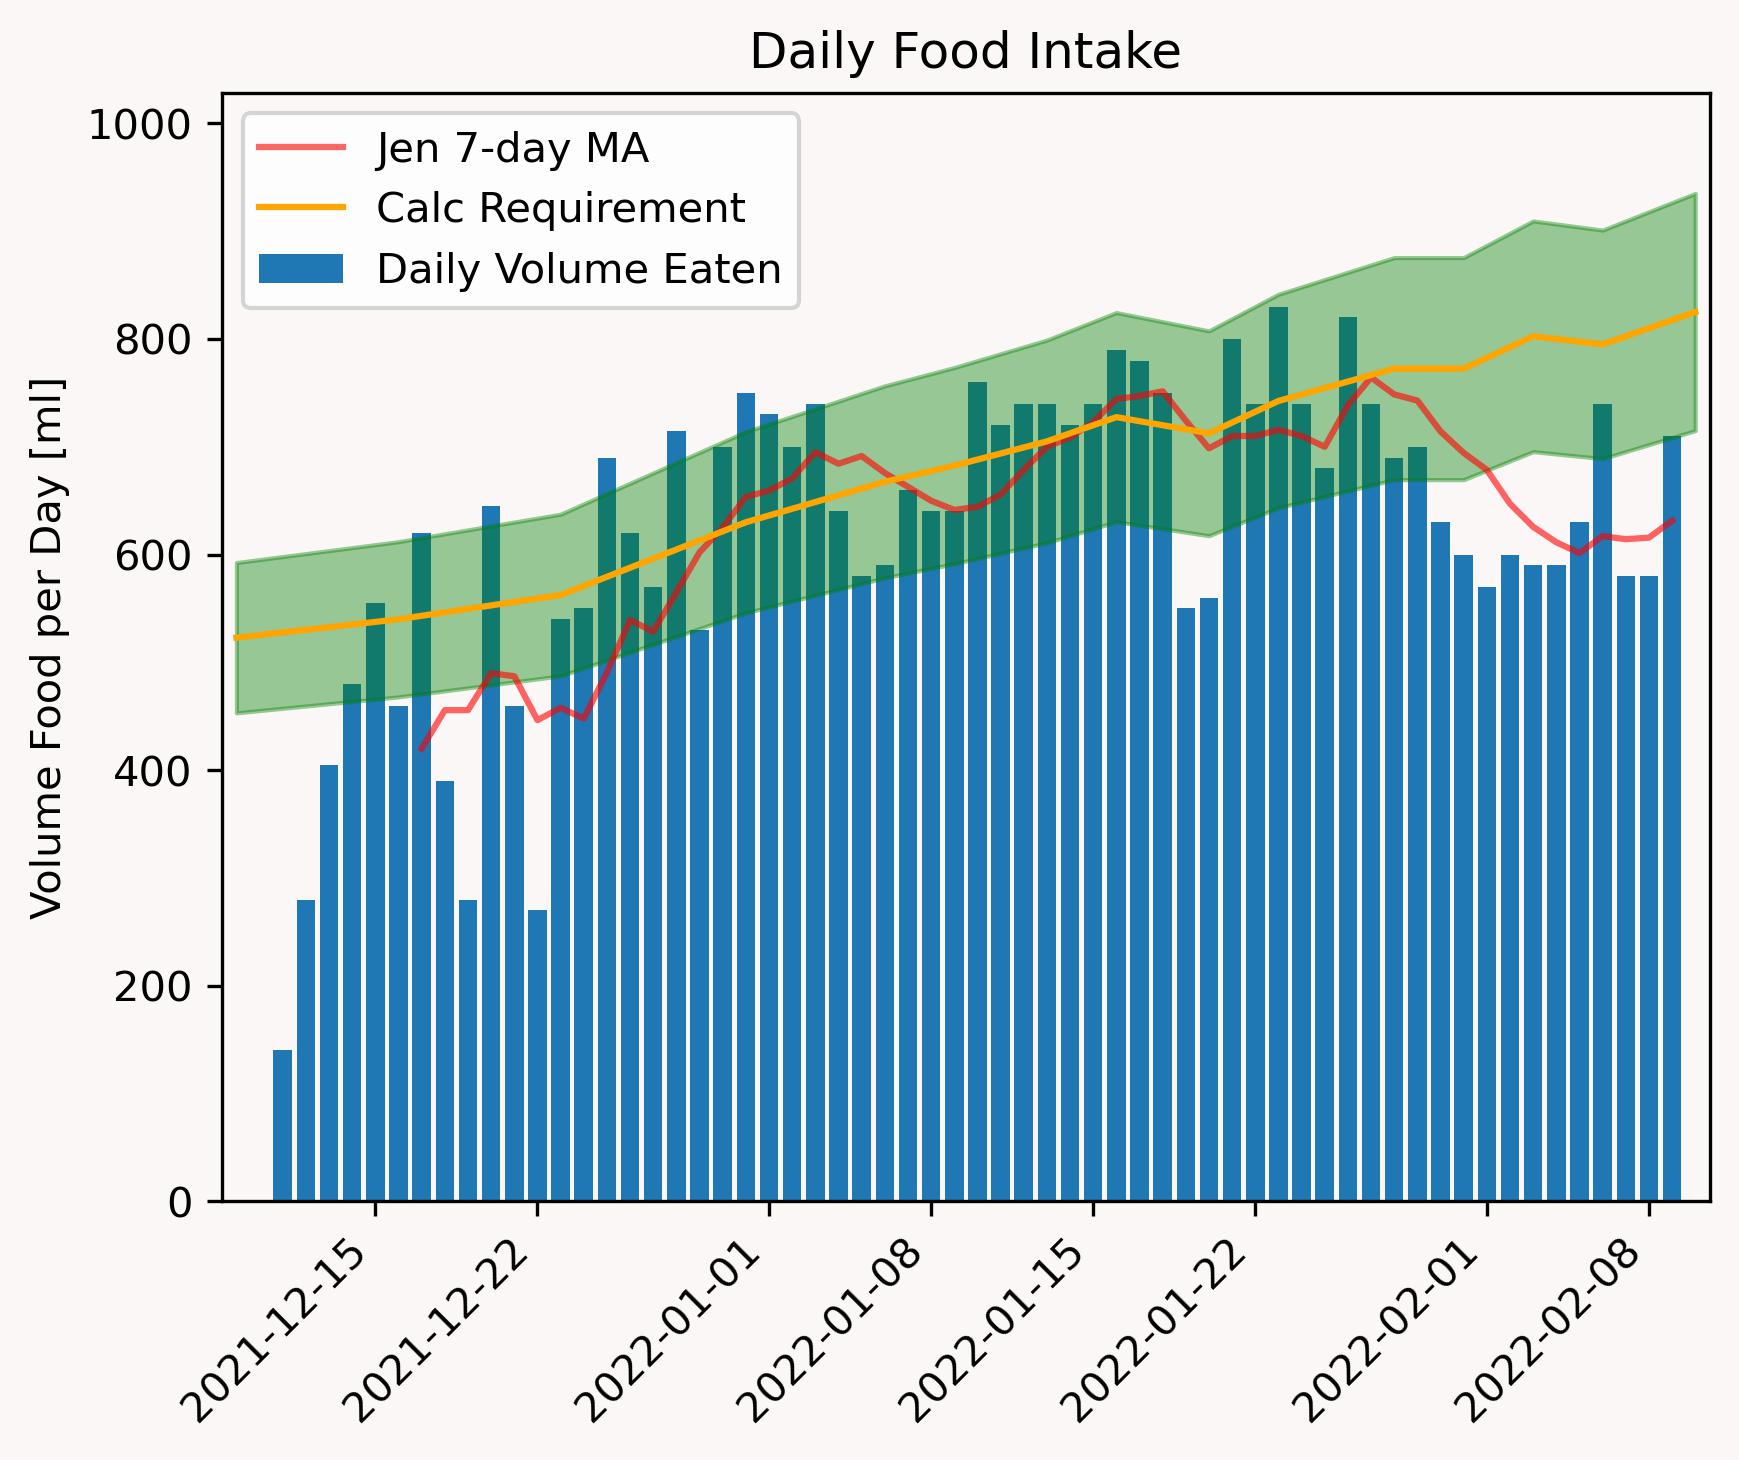 Daily Food Intake
Jen 7-day MA
Calc Requirement
Daily Volume Eaten
Volume Food per Day [ml]
1000
800
600
400
200
0
2021-12-15
2021-12-22
2022-01-01
2022-01-08
2022-01-15
2022-01-22
2022-02-01
2022-02-08